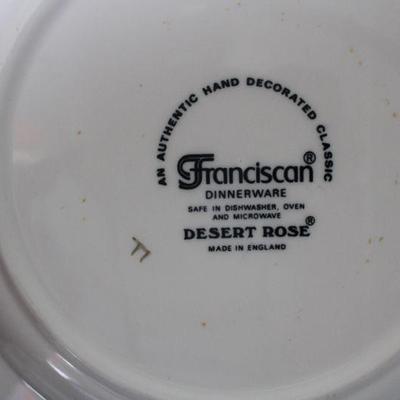 AN AUTHENTIC HAND DECORATED CLASSIC
Franciscan®
DINNERWARE
SAFE IN DISHWASHER, OVEN
AND MICROWAVE
DESERT ROSE®
MADE IN ENGLAND